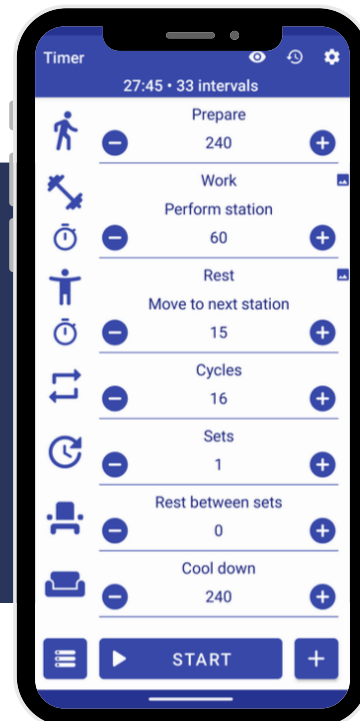 Timer
27:45 • 33 intervals
Prepare
240
Work
Perform station
60
Rest
Move to next station
15
Cycles
16
Sets
1
Rest between sets
0
Cool down
240
START